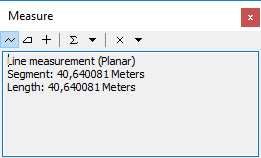 Measure
Line measurement (Planar)
Segment: 40,640081 Meters
Length: 40,640081 Meters